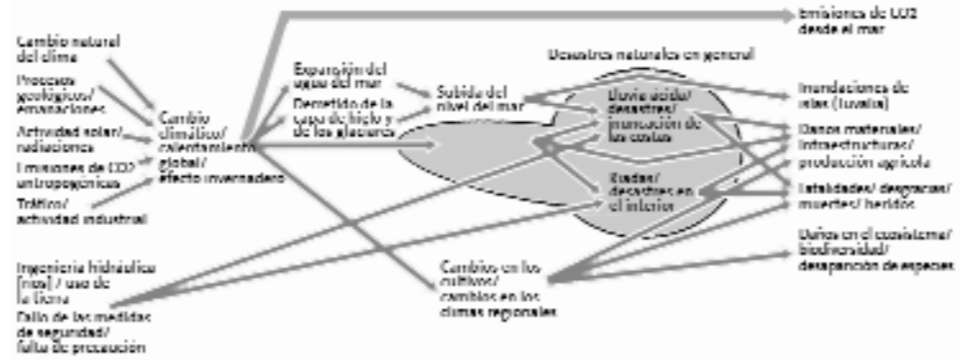 Emisiones de CO2
desde el mar
Desastres naturales en general
Cambio natural
del clima
Procesos
geológicos/
emanaciones
Actividad solar/
radiaciones
Emisiones de CO2
antropogénicas
Tráfico/
actividad industrial
Cambio
climático/
calentamiento
global/
efecto invernadero
Expansión del
agua del mar
Derretido de la
capa de hielo y
de los glaciares
Subida del
nivel del mar
Lluvia ácida/
desastres/
inundación de
las costas
Riadas/
desastres en
el interior
Inundaciones de
islas (Tuvalu)
Danos materiales/
infraestructuras/
producción agrícola
Fatalidades/ desgracias/
muertes/ heridos
Daños en el ecosistema/
biodiversidad/
desaparición de especies
Ingeniería hidráulica
[ríos] / uso de
la tierra
Fallo de las medidas
de seguridad/
falta de precaución
Cambios en los
cultivos/
cambios en los
climas regionales